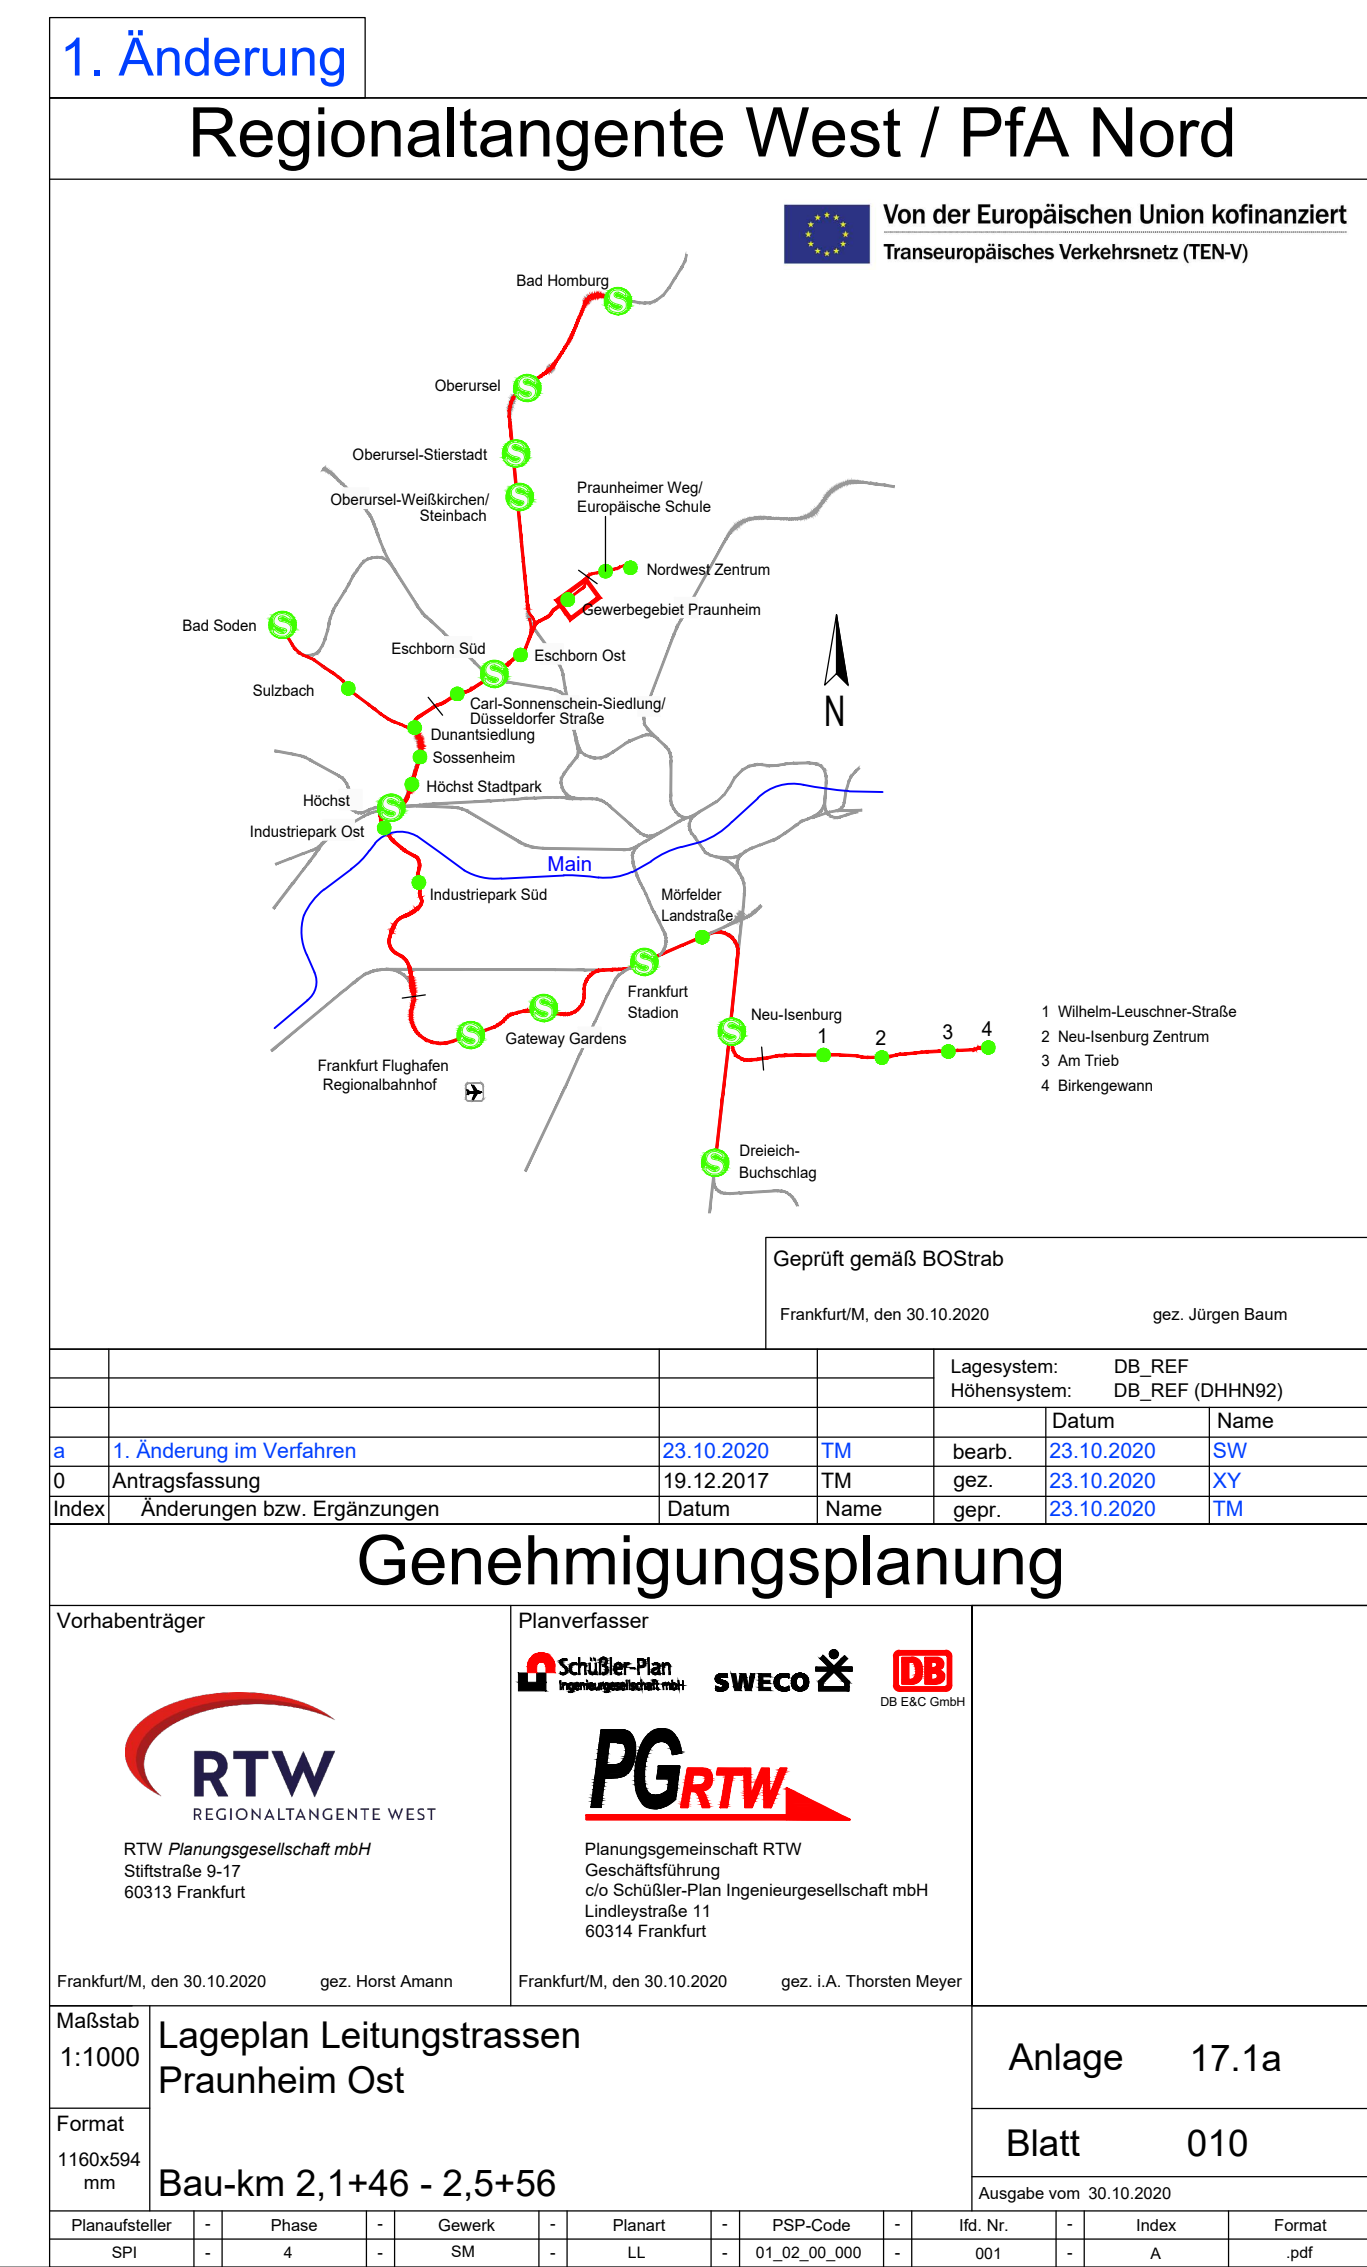 1. Änderung
Regionaltangente West / PfA Nord
Von der Europäischen Union kofinanziert
Transeuropäisches Verkehrsnetz (TEN-V)
Bad Homburg
Oberursel
Oberursel-Stierstadt
Oberursel-Weißkirchen/
Steinbach
Praunheimer Weg/
Europäische Schule
Nordwest Zentrum
Gewerbegebiet Praunheim
Bad Soden
Eschborn Süd
Eschborn Ost
Sulzbach
Carl-Sonnenschein-Siedlung/
Düsseldorfer Straße
Dunantsiedlung
Sossenheim
N
Höchst Stadtpark
Höchst
Industriepark Ost
Main
Industriepark Süd
Mörfelder
Landstraße
Frankfurt
Stadion
Neu-Isenburg
1 2 3 4
Gateway Gardens
Frankfurt Flughafen
Regionalbahnhof
1 Wilhelm-Leuschner-Straße
2 Neu-Isenburg Zentrum
3 Am Trieb
4 Birkengewann
Dreieich-
Buchschlag
Geprüft gemäß BOStrab
Frankfurt/M, den 30.10.2020 gez. Jürgen Baum
Lagesystem: DB_REF
Höhensystem: DB_REF (DHHN92)
Datum Name
a 1. Änderung im Verfahren 23.10.2020 TM bearb. 23.10.2020 SW
0 Antragsfassung 19.12.2017 TM gez. 23.10.2020 XY
Index Änderungen bzw. Ergänzungen Datum Name gepr. 23.10.2020 TM
Genehmigungsplanung
Vorhabenträger
RTW
REGIONALTANGENTE WEST
RTW Planungsgesellschaft mbH
Stiftstraße 9-17
60313 Frankfurt
Frankfurt/M, den 30.10.2020 gez. Horst Amann
Planverfasser
Schüßler-Plan
Ingenieurgesellschaft mbH
SWECO
DB
DB E&C GmbH
PG RTW
Planungsgemeinschaft RTW
Geschäftsführung
c/o Schüßler-Plan Ingenieurgesellschaft mbH
Lindleystraße 11
60314 Frankfurt
Frankfurt/M, den 30.10.2020 gez. i.A. Thorsten Meyer
Maßstab
1:1000
Format
1160x594
mm
Lageplan Leitungstrassen
Praunheim Ost
Bau-km 2,1+46 - 2,5+56
Anlage 17.1a
Blatt 010
Ausgabe vom 30.10.2020
Planaufsteller - Phase - Gewerk - Planart - PSP-Code - lfd. Nr. - Index Format
SPI - 4 - SM - LL - 01_02_00_000 - 001 - A .pdf